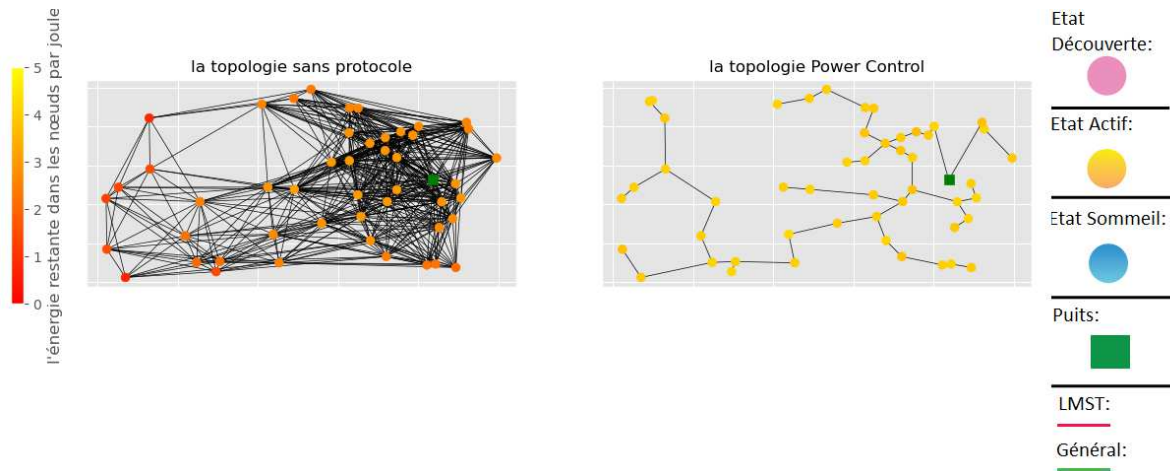 l'énergie restante dans les nœuds par joule
5
4
3
2
1
0
la topologie sans protocole
la topologie Power Control
Etat
Découverte:
Etat Actif:
Etat Sommeil:
Puits:
LMST:
Général: